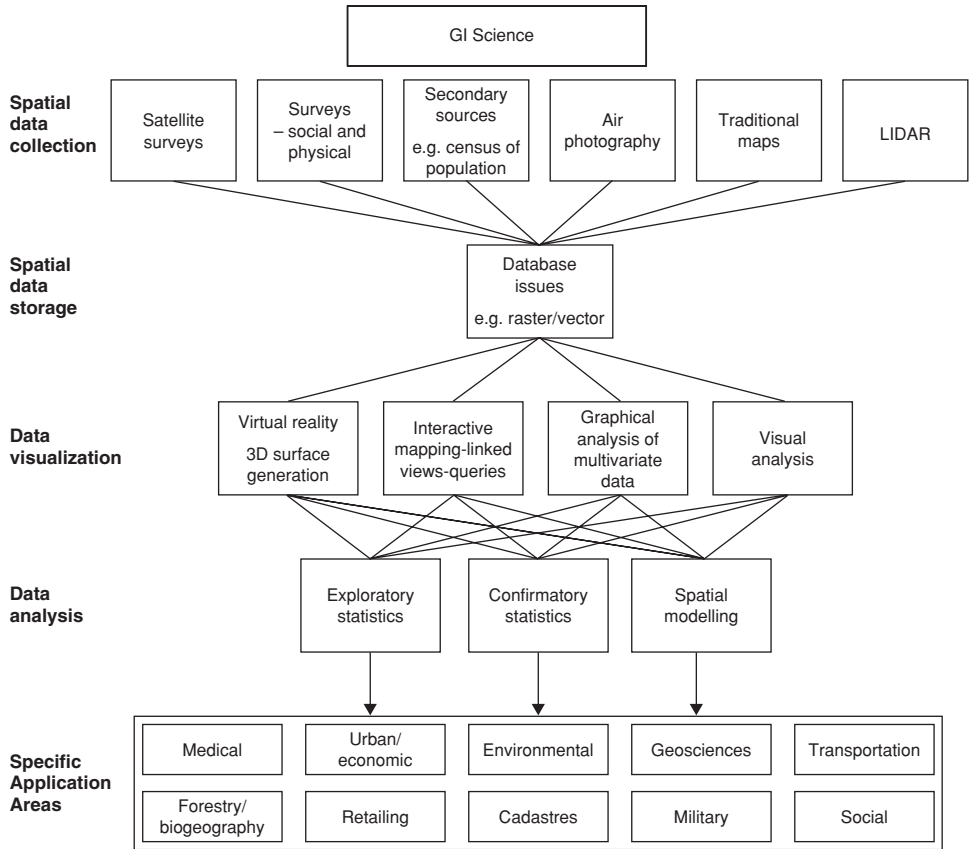 GI Science
Spatial
data
collection
Satellite
surveys
Surveys
– social and
physical
Secondary
sources
e.g. census of
population
Air
photography
Traditional
maps
LIDAR
Spatial
data
storage
Database
issues
e.g. raster/vector
Data
visualization
Virtual reality
3D surface
generation
Interactive
mapping-linked
views-queries
Graphical
analysis of
multivariate
data
Visual
analysis
Data
analysis
Exploratory
statistics
Confirmatory
statistics
Spatial
modelling
Specific
Application
Areas
Medical
Urban/
economic
Environmental
Geosciences
Transportation
Forestry/
biogeography
Retailing
Cadastres
Military
Social